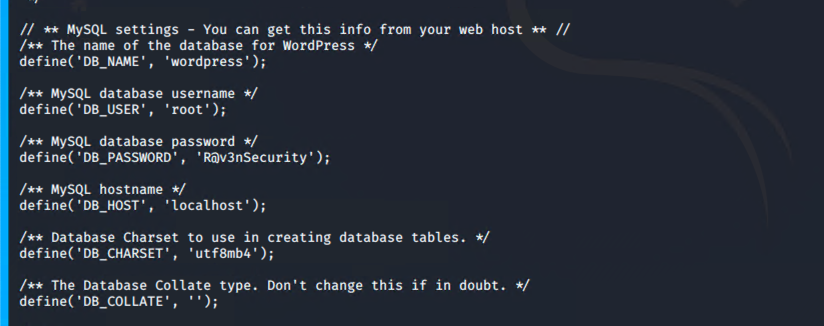 */
// ** MySQL settings - You can get this info from your web host ** //
/** The name of the database for WordPress */
define('DB_NAME', 'wordpress');
/** MySQL database username */
define('DB_USER', 'root');
/** MySQL database password */
define('DB_PASSWORD', 'R@v3nSecurity');
/** MySQL hostname */
define('DB_HOST', 'localhost');
/** Database Charset to use in creating database tables. */
define('DB_CHARSET', 'utf8mb4');
/** The Database Collate type. Don't change this if in doubt. */
define('DB_COLLATE', '');